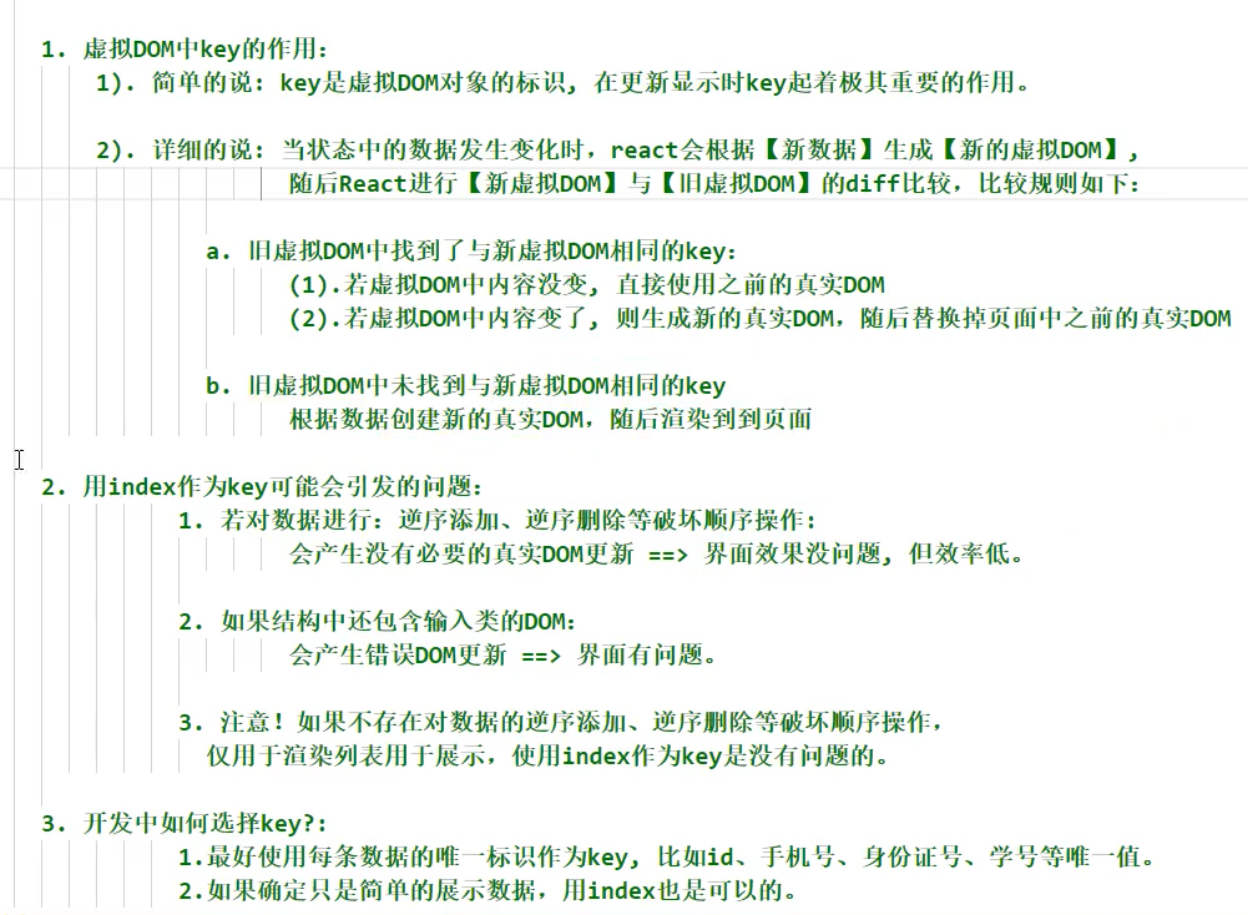 1. 虚拟DOM中key的作用:
1). 简单的说: key是虚拟DOM对象的标识, 在更新显示时key起着极其重要的作用。
2). 详细的说: 当状态中的数据发生变化时, react会根据【新数据】生成【新的虚拟DOM】,
随后React进行【新虚拟DOM】与【旧虚拟DOM】的diff比较, 比较规则如下:
a. 旧虚拟DOM中找到了与新虚拟DOM相同的key:
(1).若虚拟DOM中内容没变, 直接使用之前的真实DOM
(2).若虚拟DOM中内容变了, 则生成新的真实DOM, 随后替换掉页面中之前的真实DOM
b. 旧虚拟DOM中未找到与新虚拟DOM相同的key
根据数据创建新的真实DOM, 随后渲染到到页面
2. 用index作为key可能会引发的问题:
1. 若对数据进行: 逆序添加、逆序删除等破坏顺序操作:
会产生没有必要的真实DOM更新 ==> 界面效果没问题, 但效率低。
2. 如果结构中还包含输入类的DOM:
会产生错误DOM更新 ==> 界面有问题。
3. 注意! 如果不存在对数据的逆序添加、逆序删除等破坏顺序操作,
仅用于渲染列表用于展示, 使用index作为key是没有问题的。
3. 开发中如何选择key?:
1.最好使用每条数据的唯一标识作为key, 比如id、手机号、身份证号、学号等唯一值。
2.如果确定只是简单的展示数据, 用index也是可以的。